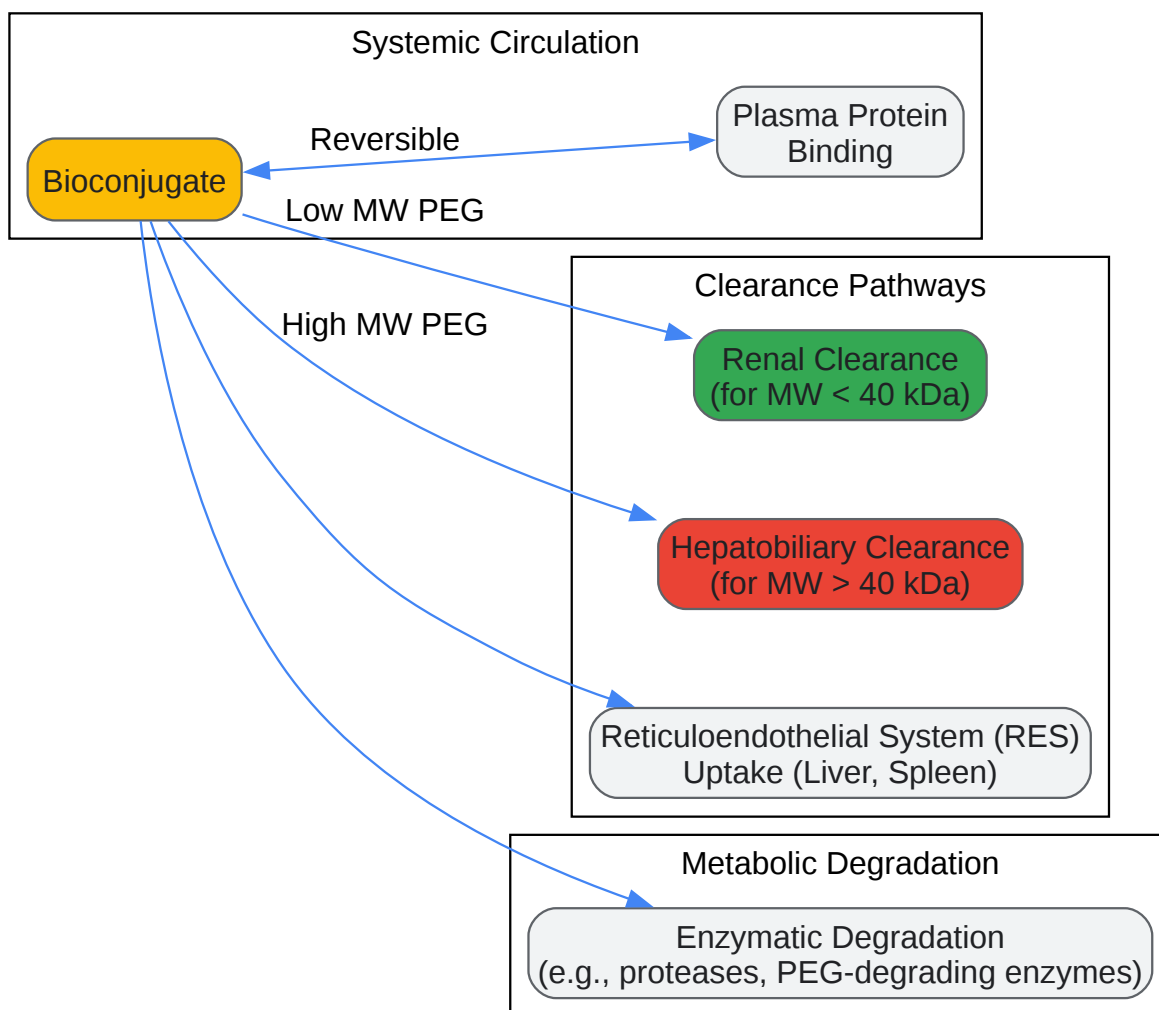 Systemic Circulation
Plasma Protein
Binding
Reversible
Bioconjugate
Low MW PEG
Clearance Pathways
High MW PEG
Renal Clearance
(for MW < 40 kDa)
Hepatobiliary Clearance
(for MW > 40 kDa)
Reticuloendothelial System (RES)
Uptake (Liver, Spleen)
Metabolic Degradation
Enzymatic Degradation
(e.g., proteases, PEG-degrading enzymes)